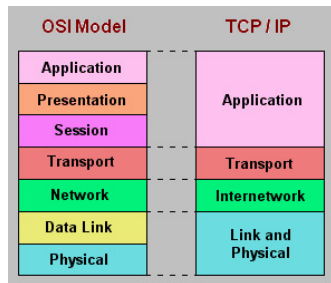 OSI Model
TCP / IP
Application
Presentation
Session
Transport
Network
Data Link
Physical
Application
Transport
Internetwork
Link and
Physical